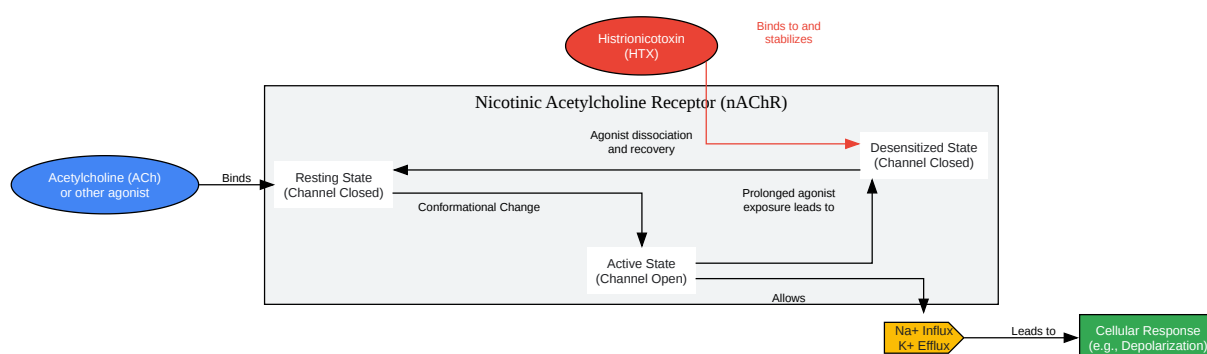 Histrionicotoxin
(HTX)
Binds to and
stabilizes
Nicotinic Acetylcholine Receptor (nAChR)
Agonist dissociation
and recovery
Desensitized State
(Channel Closed)
Acetylcholine (ACh)
or other agonist
Binds
Resting State
(Channel Closed)
Conformational Change
Prolonged agonist
exposure leads to
Active State
(Channel Open)
Allows
Na+ Influx
K+ Efflux
Leads to
Cellular Response
(e.g., Depolarization)